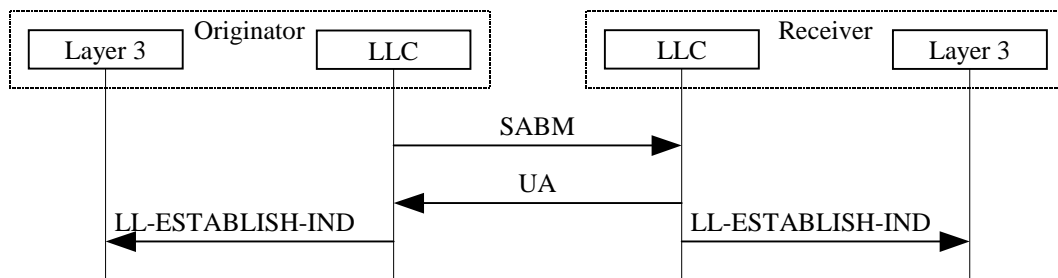 Originator
Receiver
Layer 3
LLC
LLC
Layer 3
SABM
UA
LL-ESTABLISH-IND
LL-ESTABLISH-IND